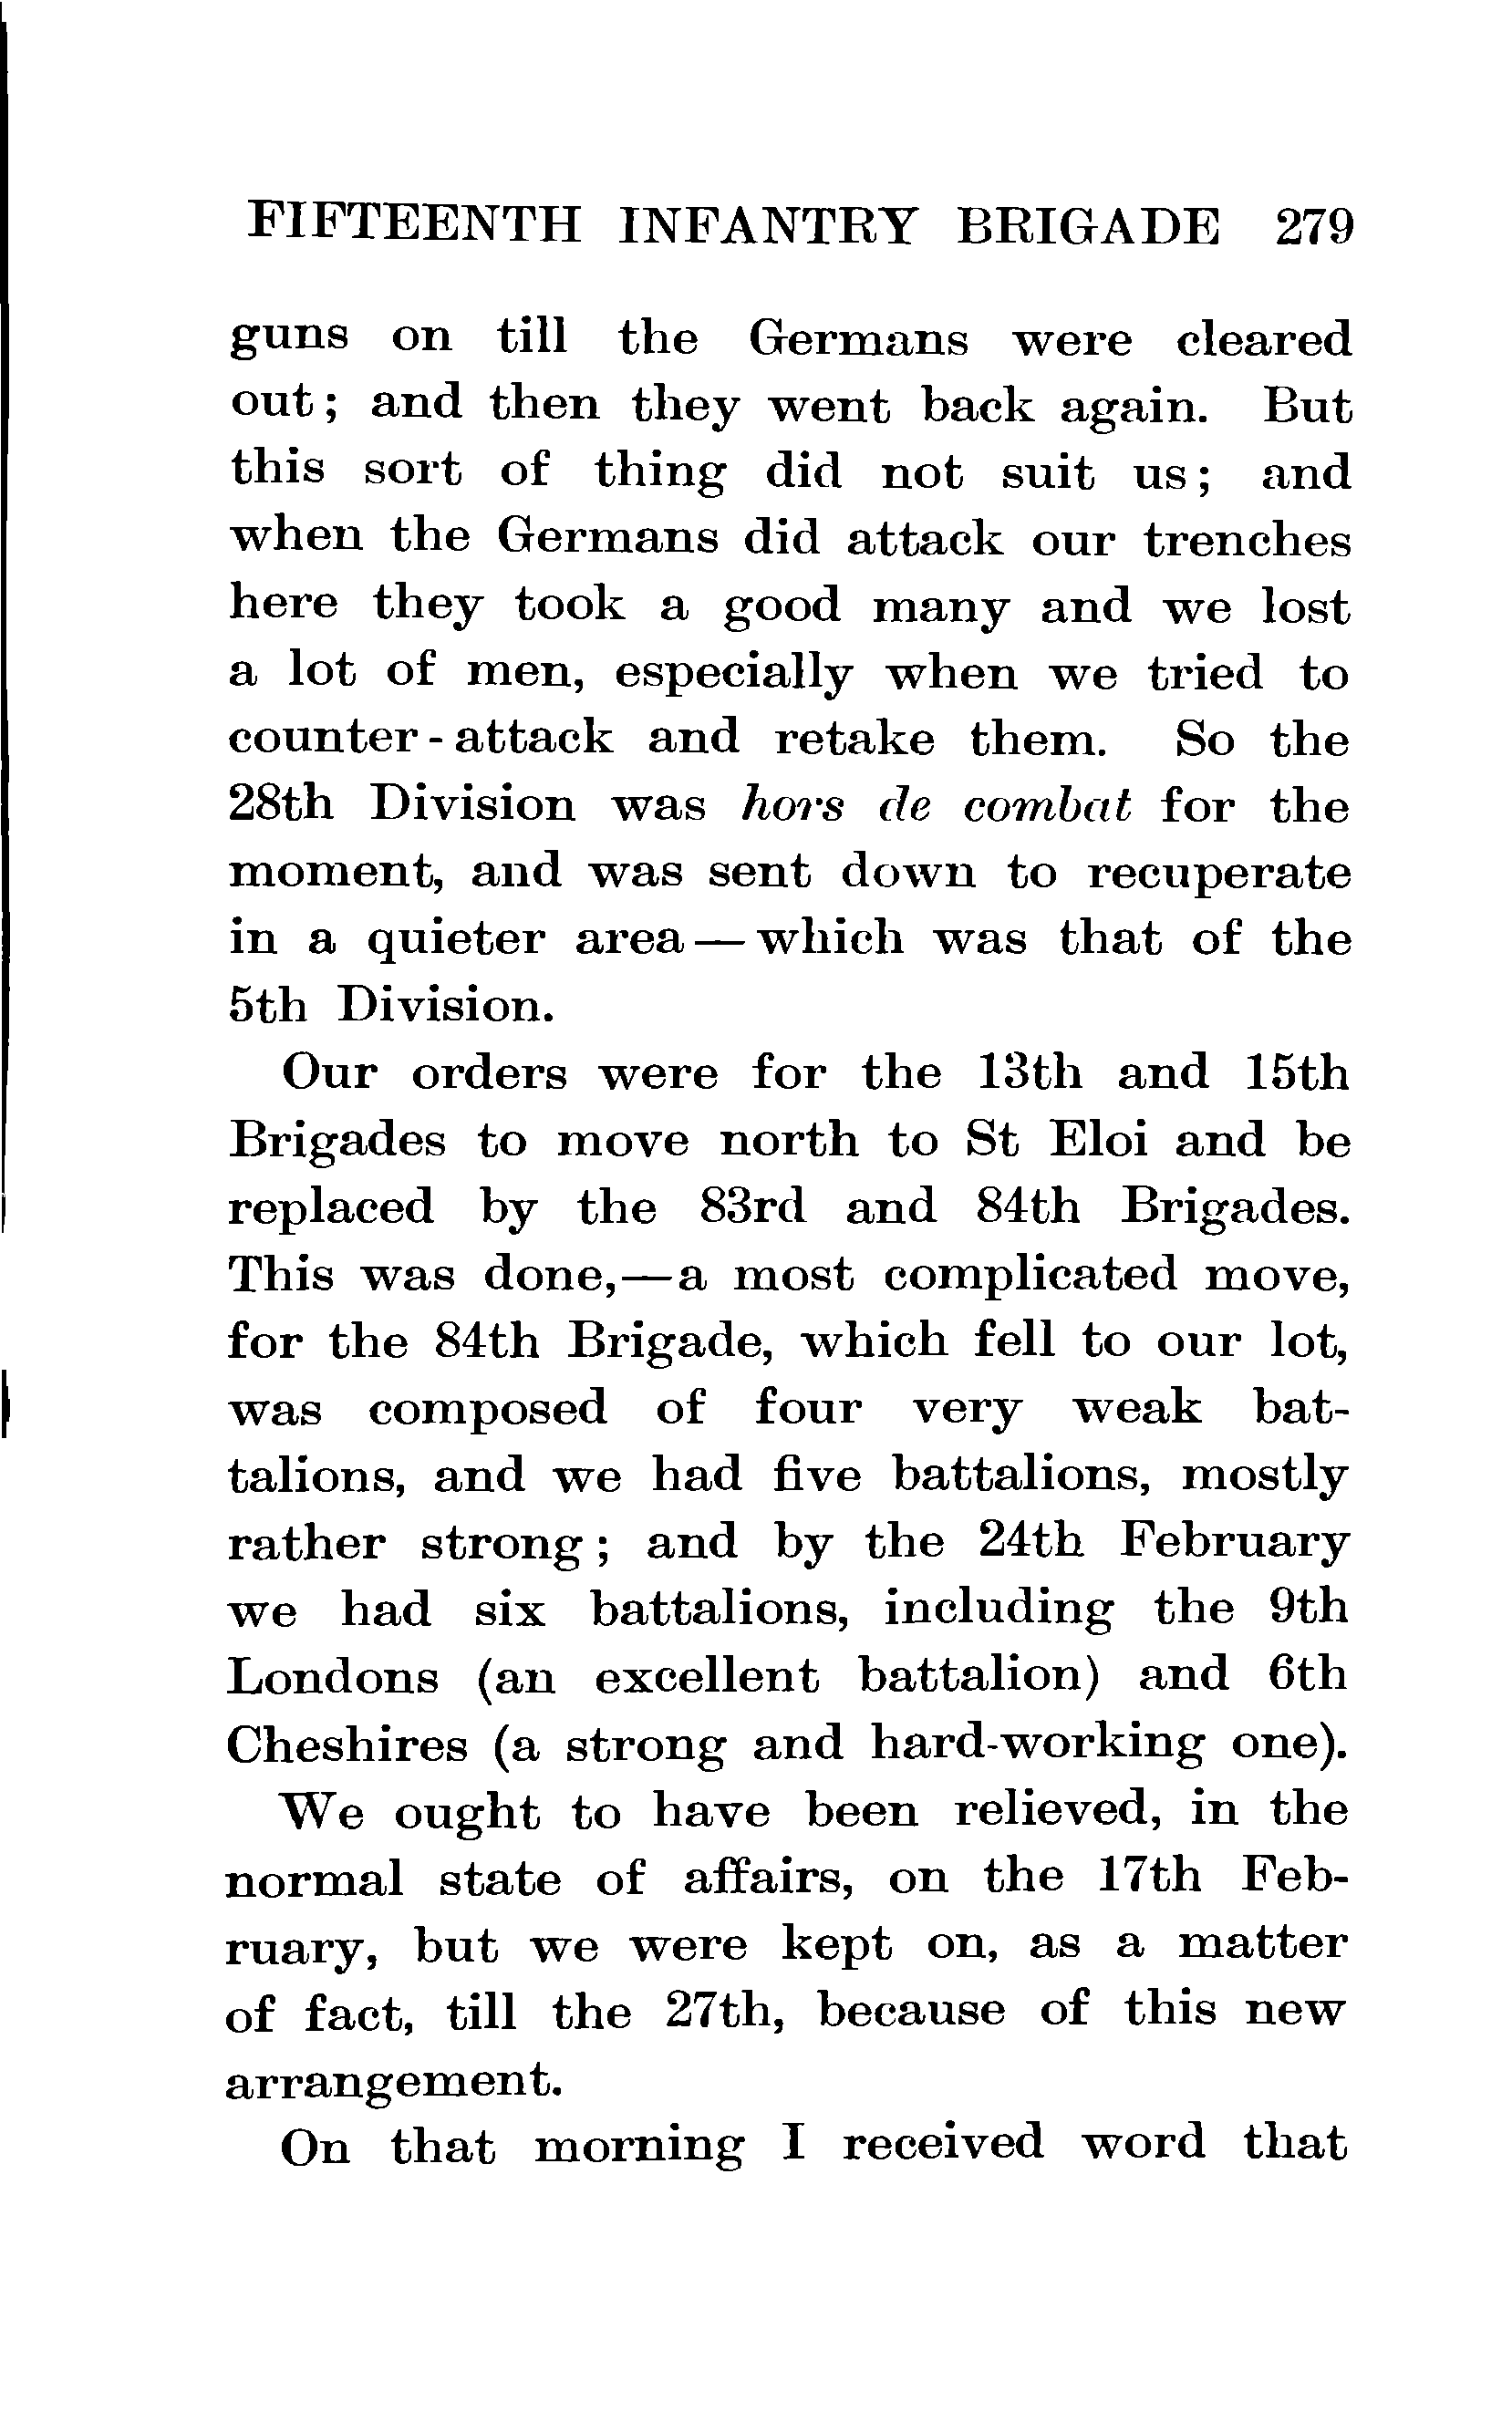 FIFTEENTH INFANTRY BRIGADE 279
guns on till the Germans were cleared
out; and then they went back again. But
this sort of thing did not suit us; and
when the Germans did attack our trenches
here they took a good many and we lost
a lot of men, especially when we tried to
counter-attack and retake them. So the
28th Division was hors de combat for the
moment, and was sent down to recuperate
in a quieter area—which was that of the
5th Division.
Our orders were for the 13th and 15th
Brigades to move north to St Eloi and be
replaced by the 83rd and 84th Brigades.
This was done,—a most complicated move,
for the 84th Brigade, which fell to our lot,
was composed of four very weak bat-
talions, and we had five battalions, mostly
rather strong; and by the 24th February
we had six battalions, including the 9th
Londons (an excellent battalion) and 6th
Cheshires (a strong and hard-working one).
We ought to have been relieved, in the
normal state of affairs, on the 17th Feb-
ruary, but we were kept on, as a matter
of fact, till the 27th, because of this new
arrangement.
On that morning I received word that